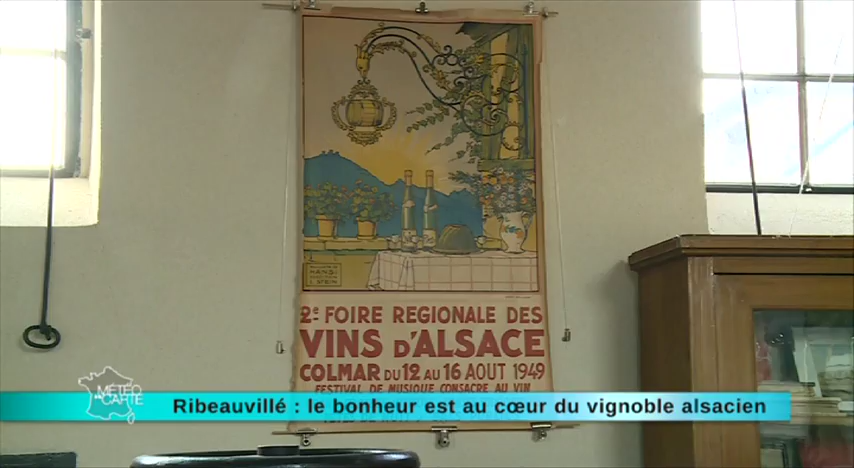 HANSI
L. STEIN
2e FOIRE REGIONALE DES
VINS D'ALSACE
COLMAR DU 12 AU 16 AOUT 1949
FESTIVAL DE MUSIQUE CONSACRE AU VIN
MÉTÉO
À LA CARTE
Ribeauvillé : le bonheur est au cœur du vignoble alsacien